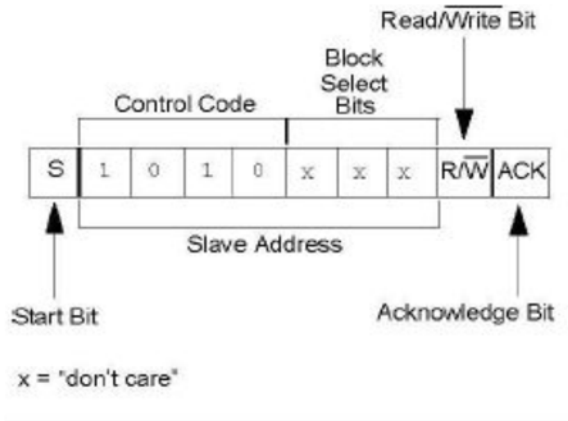 Read/Write Bit
Block
Select
Bits
Control Code
S 1 0 1 0 x x x R/W ACK
Slave Address
Start Bit
Acknowledge Bit
x = "don't care"